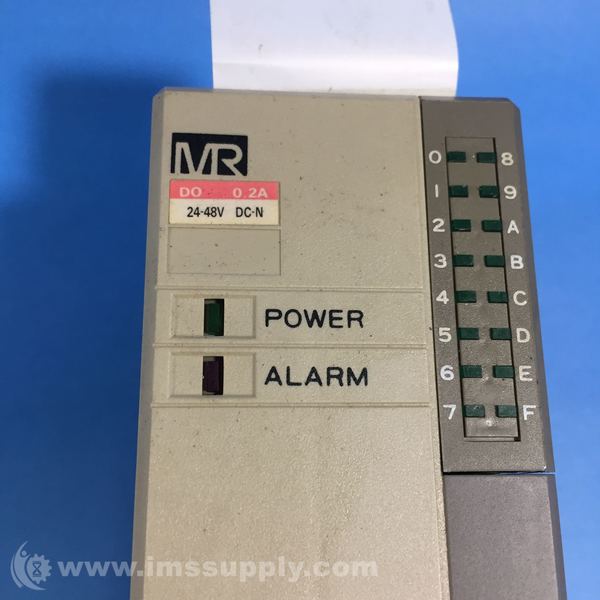 MR
DO 0.2A
24-48V DC-N
POWER
ALARM
0 8
1 9
2 A
3 B
4 C
5 D
6 E
7 F
www.imssupply.com